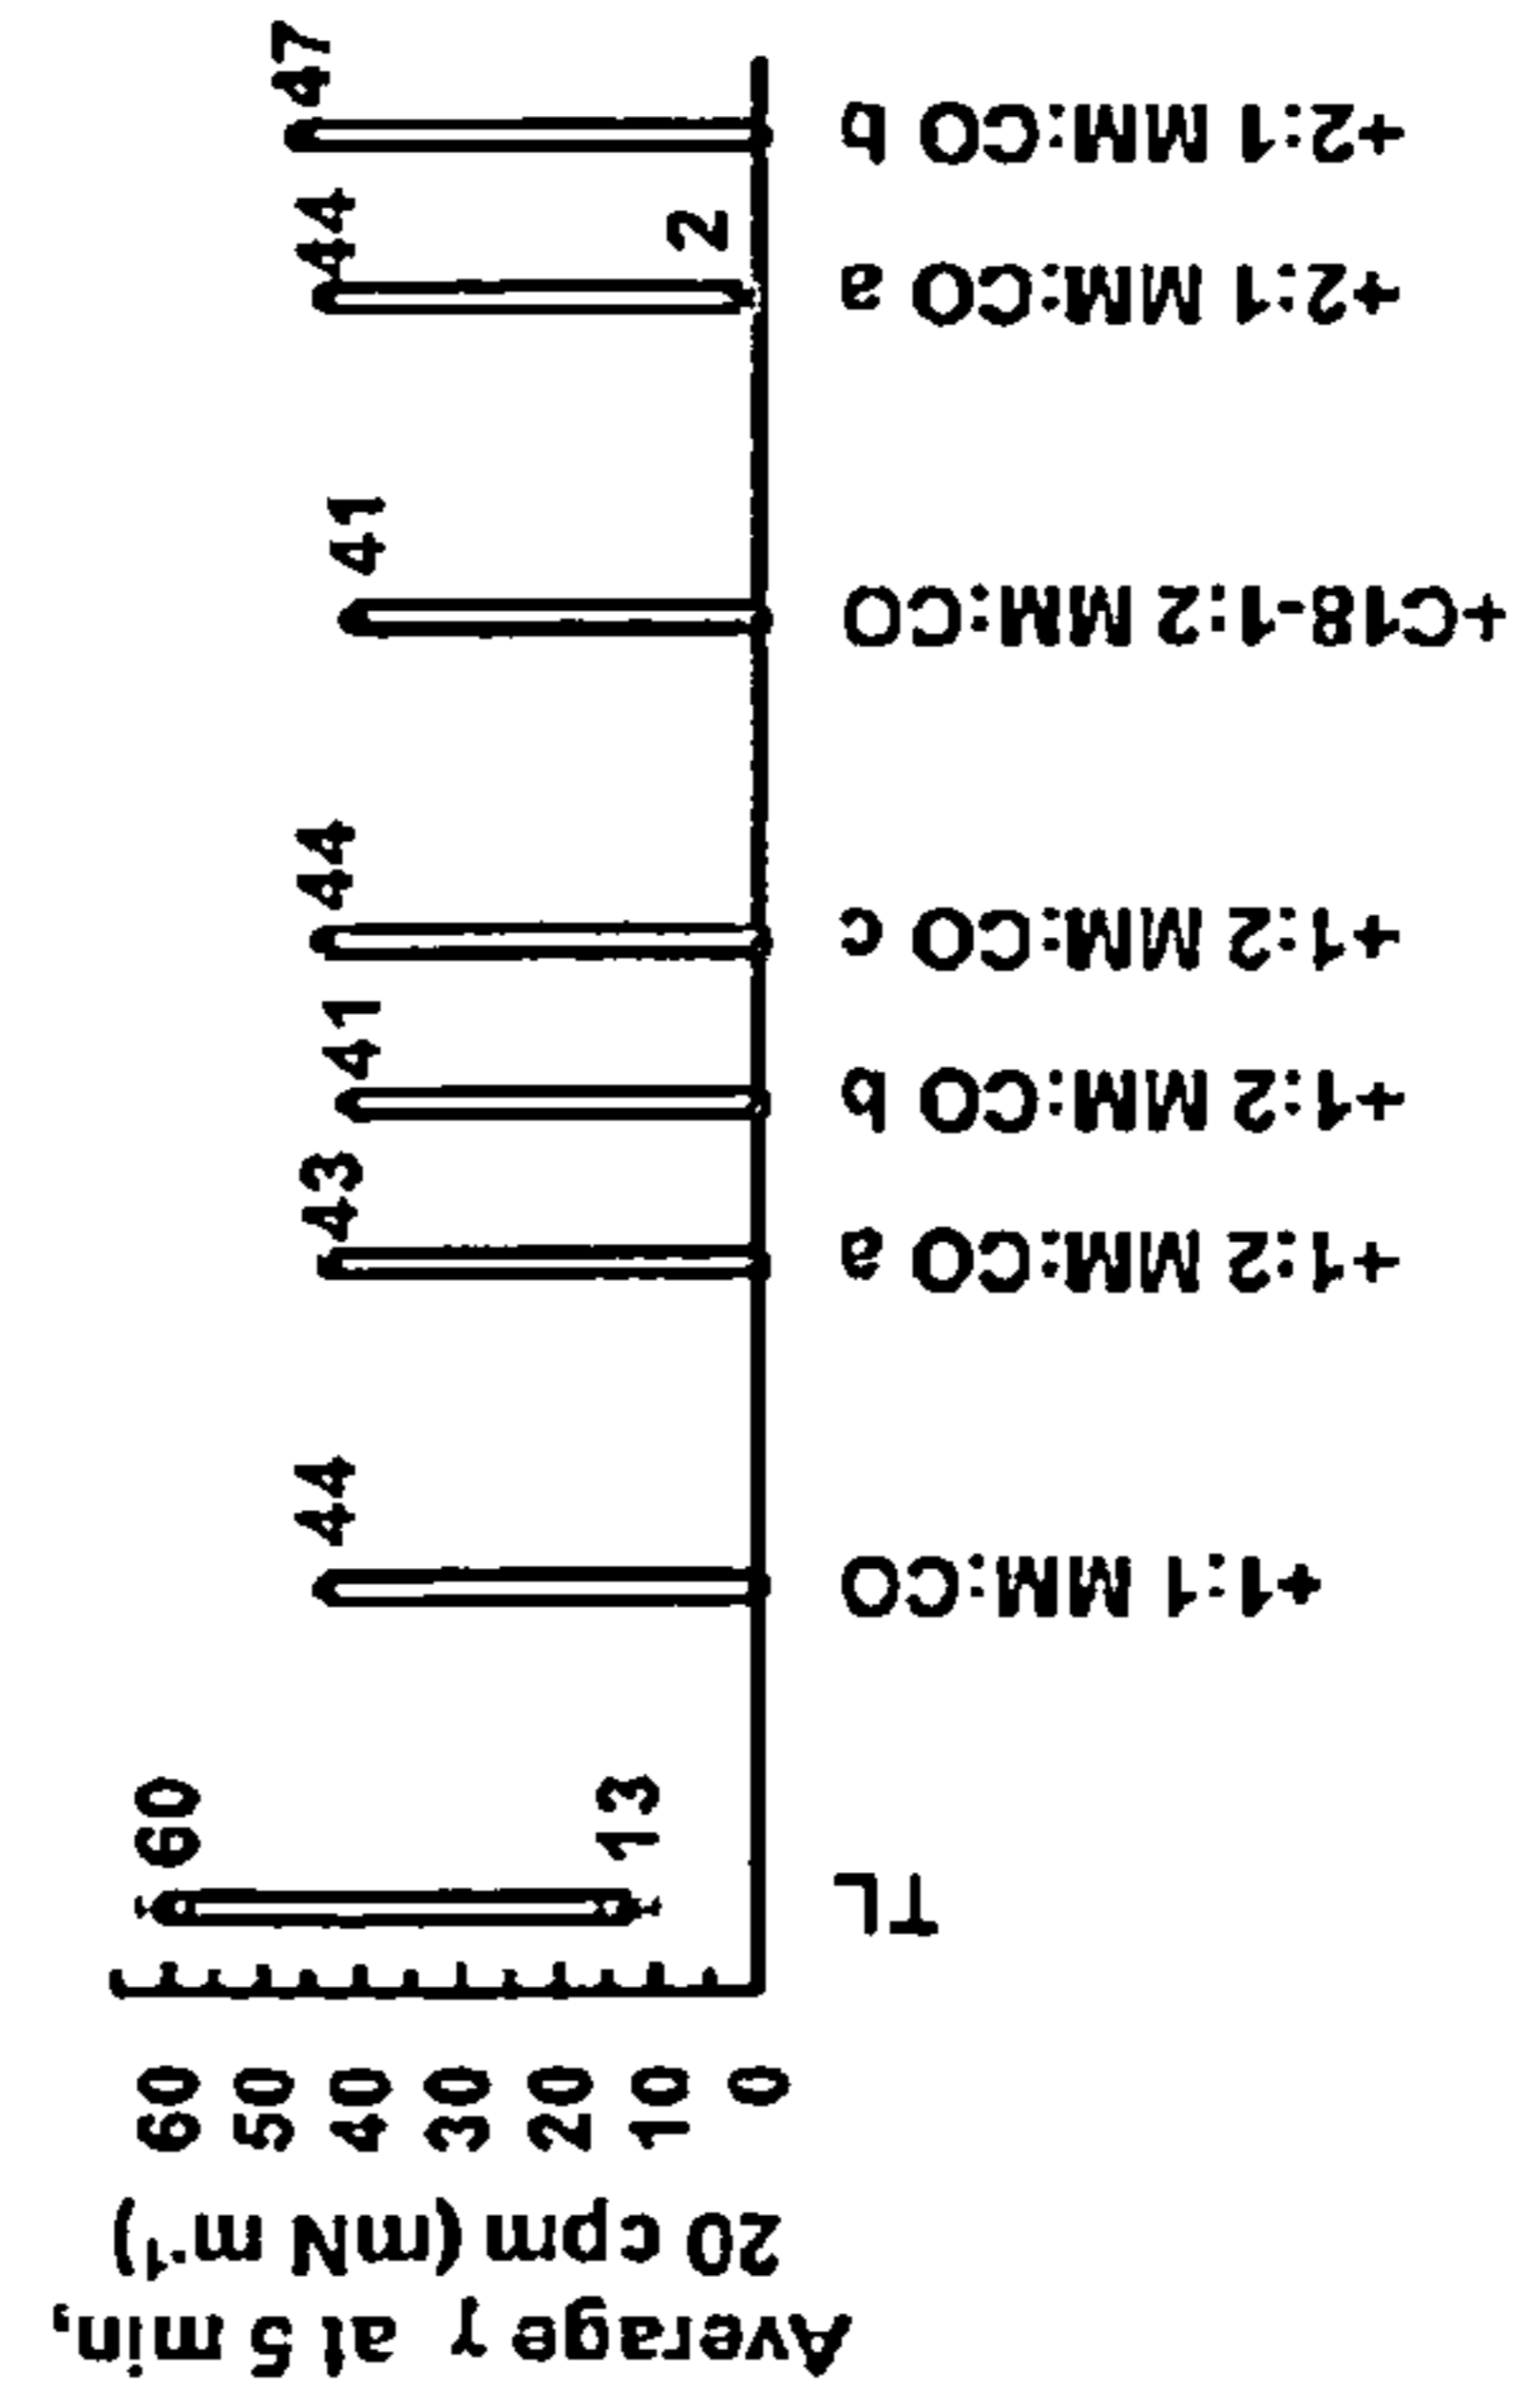 Average γ at 5 min,
20 cpm (mN m⁻¹)
60
50
40
30
20
10
0
60
13
44
43
41
44
41
44
2
47
TL
+1:1 MM:CO
+1:2 MM:CO a
+1:2 MM:CO b
+1:2 MM:CO c
+C18-1:2 MM:CO
+2:1 MM:CO a
+2:1 MM:CO b